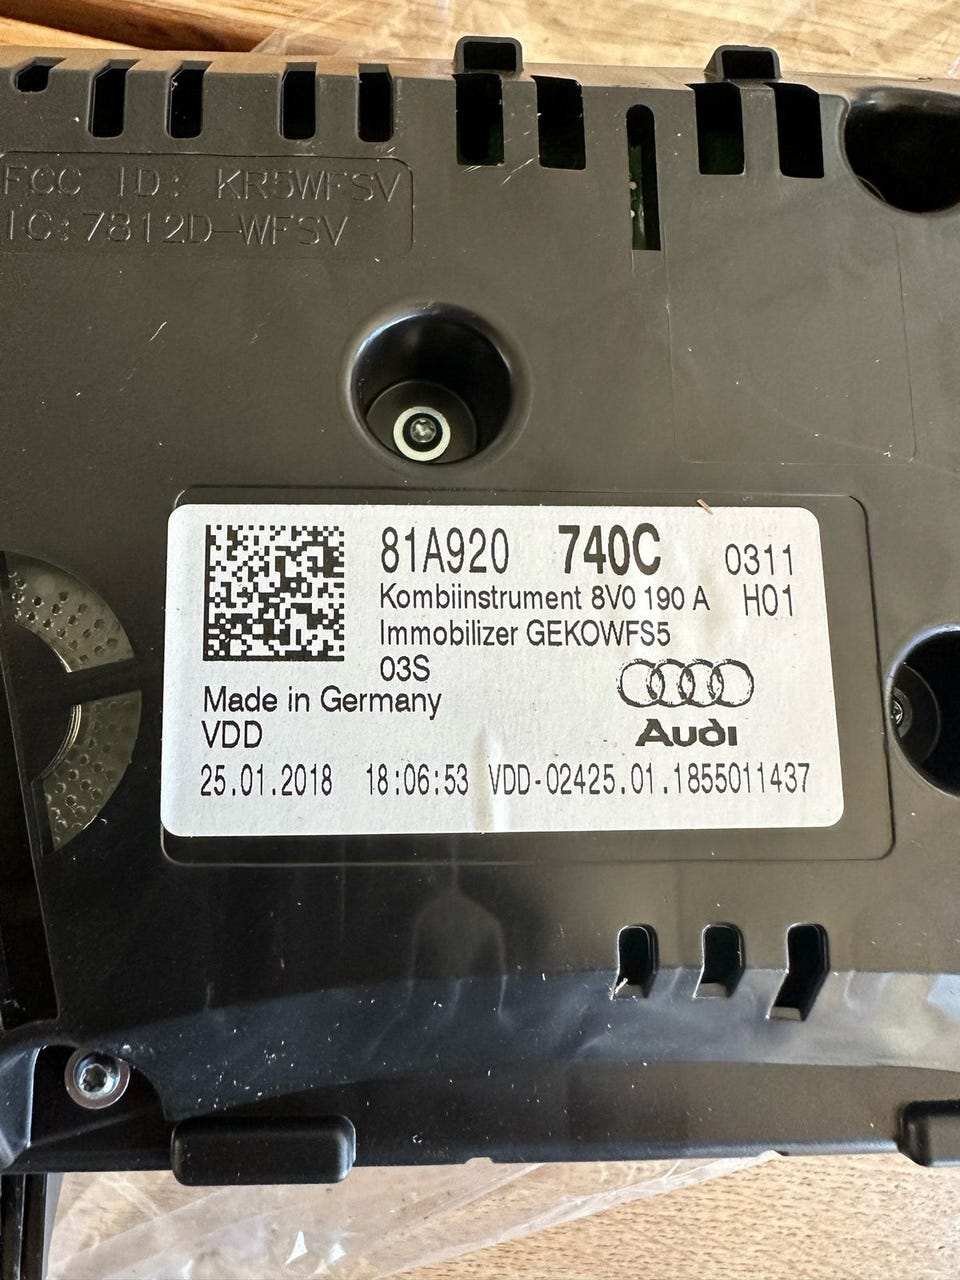 FCC ID: KR5WFSV
IC:7812D-WFSV
81A920 740C 0311
Kombiinstrument 8V0 190 A H01
Immobilizer GEKOWFS5
03S
Made in Germany
Audi
VDD
25.01.2018 18:06:53 VDD-02425.01.1855011437